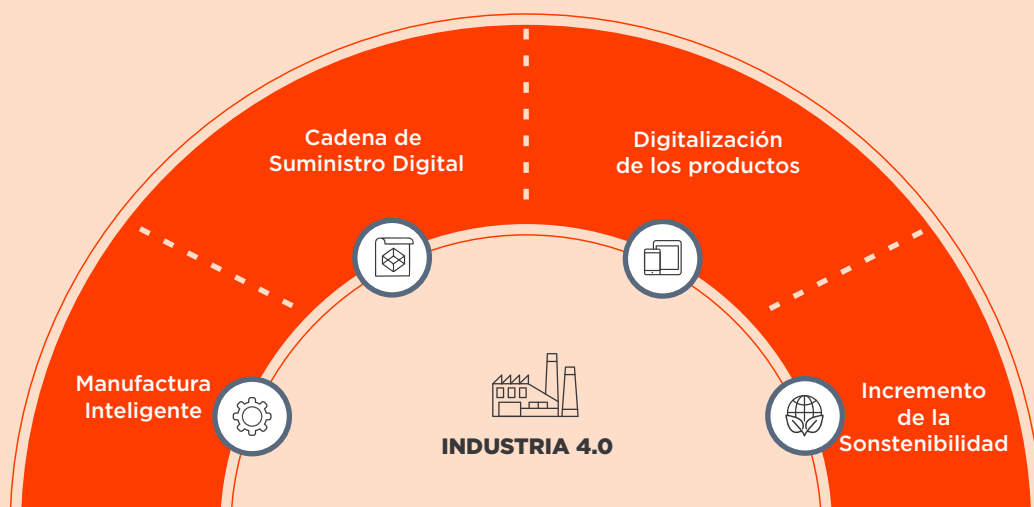 Cadena de
Suministro Digital
Digitalización
de los productos
Manufactura
Inteligente
Incremento
de la
Sonstenibilidad
INDUSTRIA 4.0